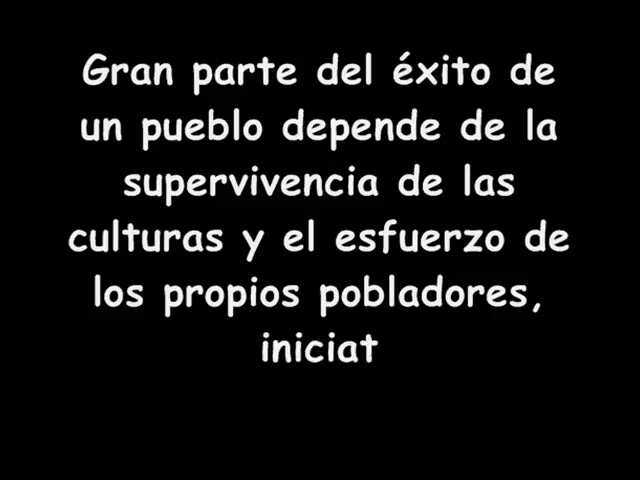 Gran parte del éxito de
un pueblo depende de la
supervivencia de las
culturas y el esfuerzo de
los propios pobladores,
iniciat